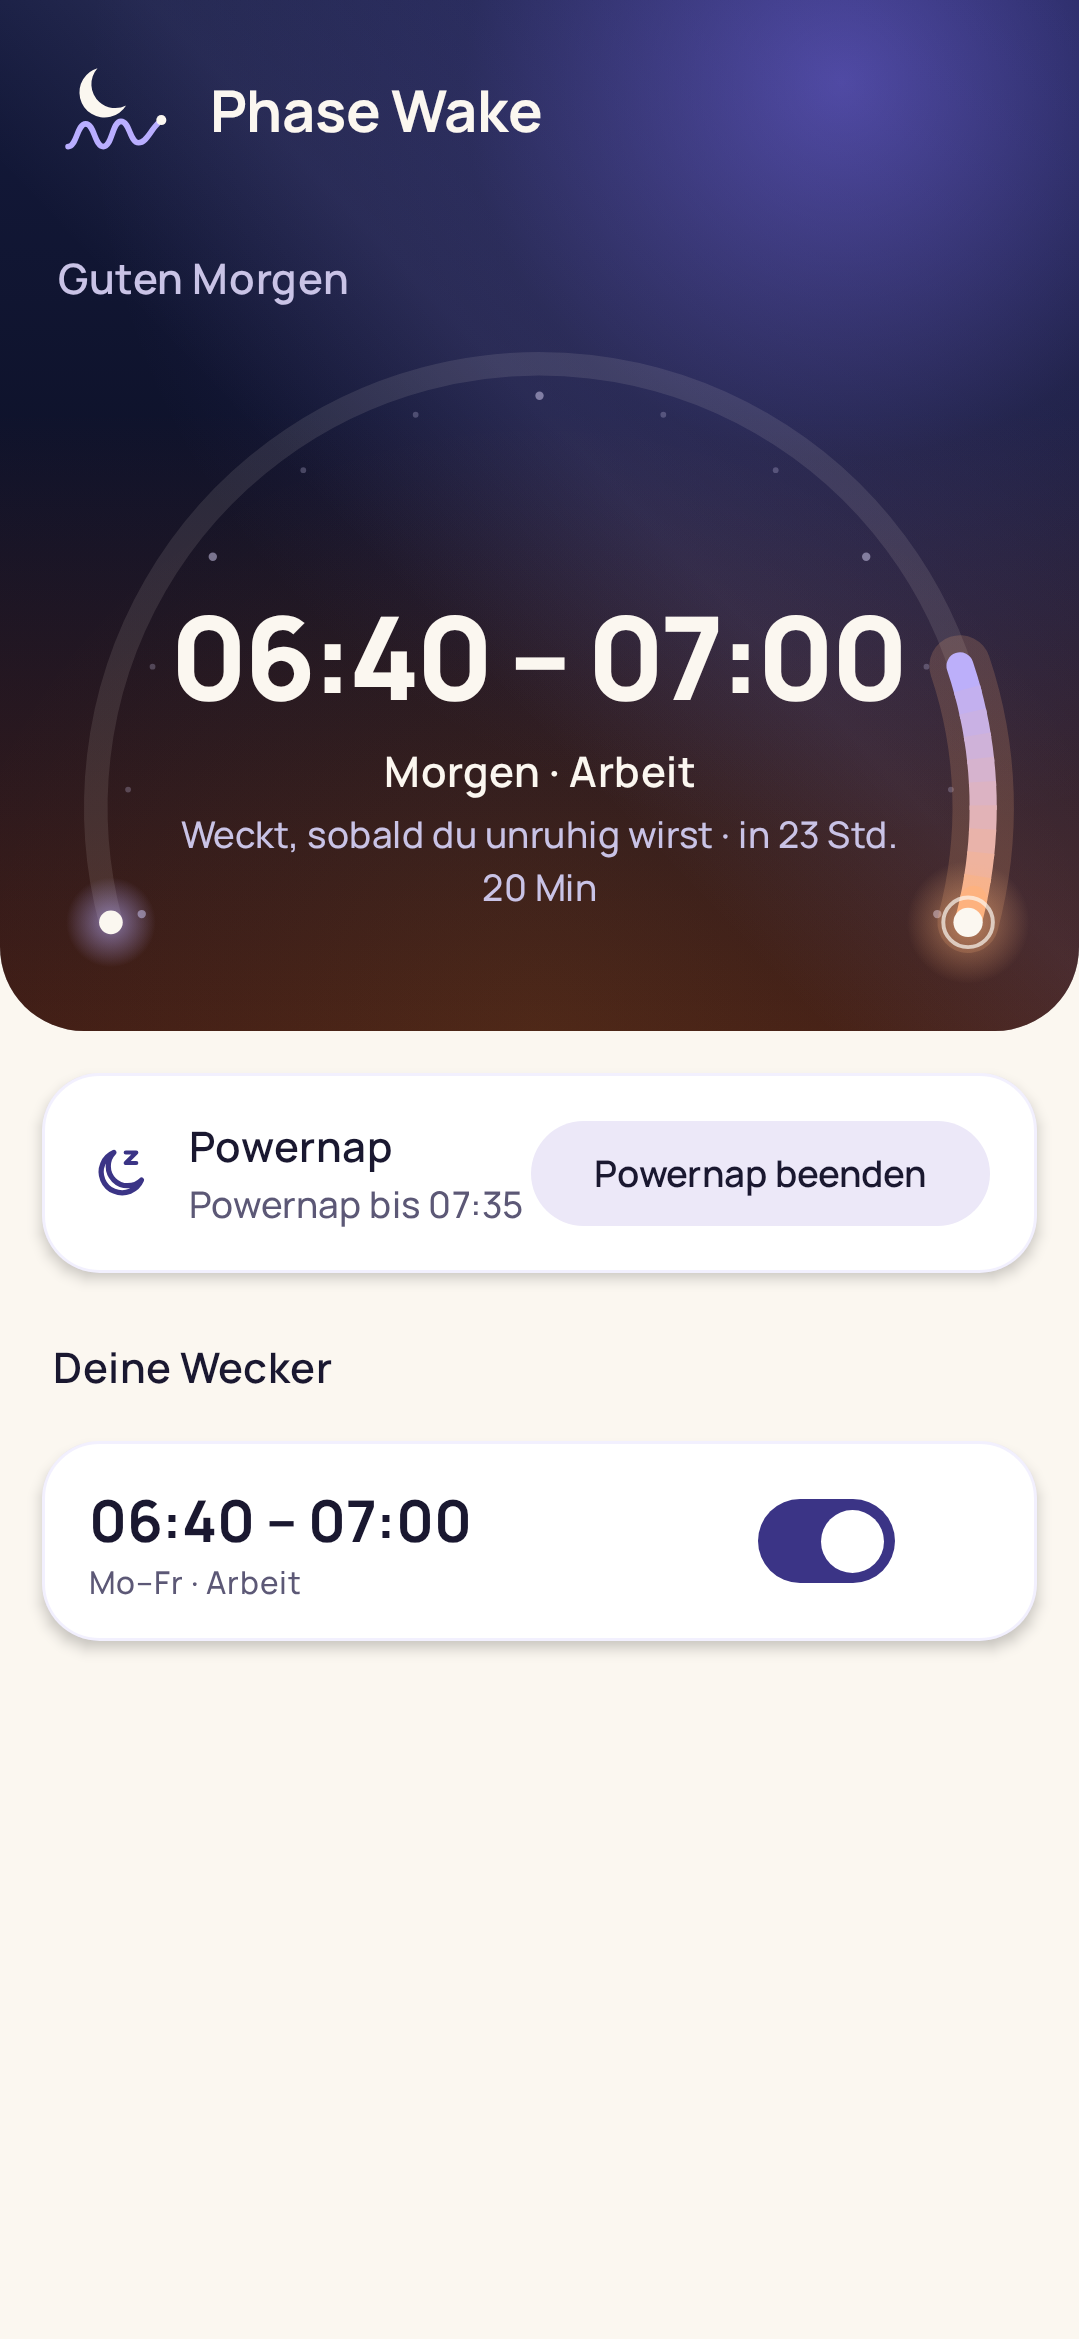 Phase Wake
Guten Morgen
06:40 – 07:00
Morgen · Arbeit
Weckt, sobald du unruhig wirst · in 23 Std.
20 Min
Powernap
Powernap bis 07:35
Powernap beenden
Deine Wecker
06:40 – 07:00
Mo–Fr · Arbeit